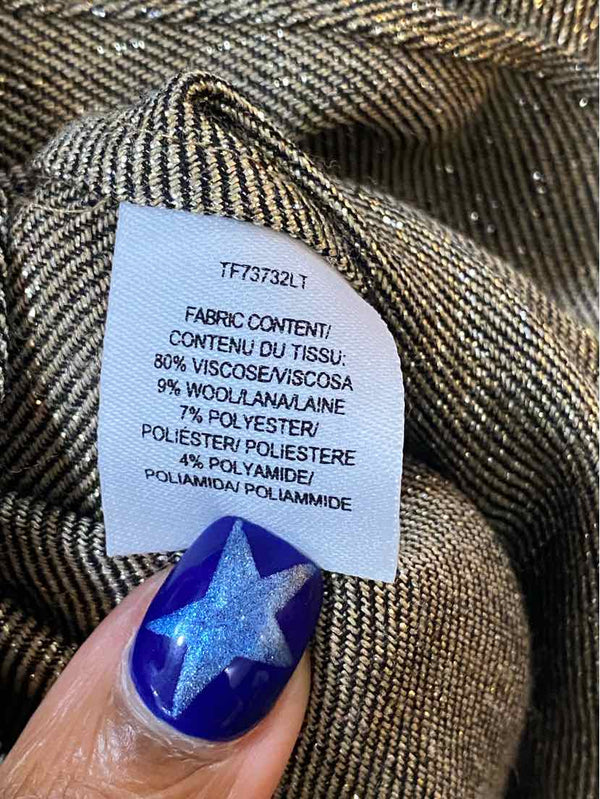 TF73732LT
FABRIC CONTENT/
CONTENU DU TISSU:
80% VISCOSE/VISCOSA
9% WOOL/LANA/LAINE
7% POLYESTER/
POLIÉSTER/ POLIESTERE
4% POLYAMIDE/
POLIAMIDA/ POLIAMMIDE